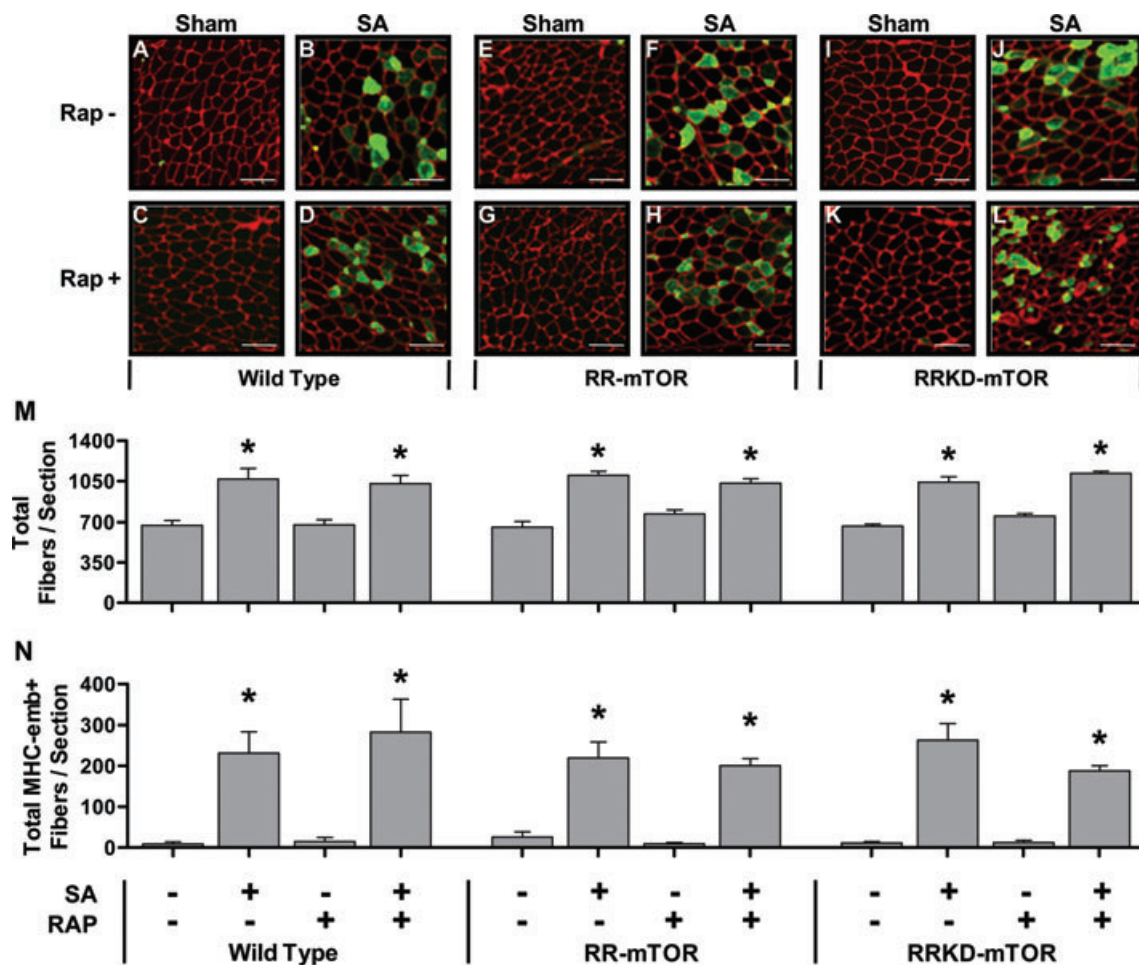 Sham SA Sham SA Sham SA
Rap -
A B E F I J
Rap +
C D G H K L
Wild Type RR-mTOR RRKD-mTOR
M
Total
Fibers / Section
1400
1050
700
350
0
* * * * * *
N
Total MHC-emb+
Fibers / Section
400
300
200
100
0
* * * * * *
SA - + - + - + - + - + - +
RAP - - + + - - + + - - + +
Wild Type RR-mTOR RRKD-mTOR